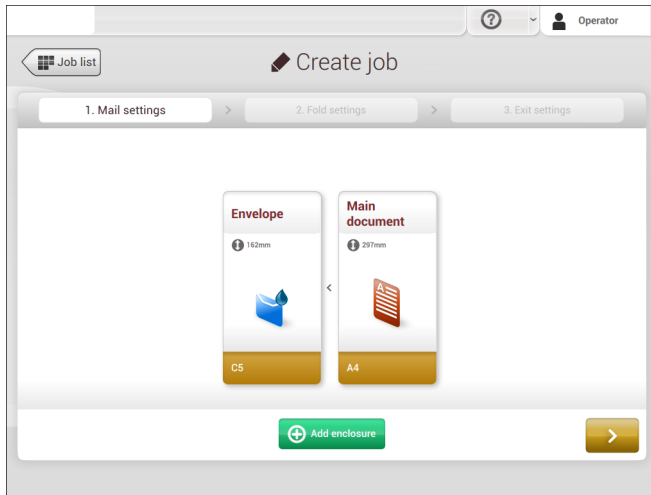 Operator
Job list
Create job
1. Mail settings
>
2. Fold settings
>
3. Exit settings
Envelope
162mm
C5
<
Main
document
297mm
A
A4
Add enclosure